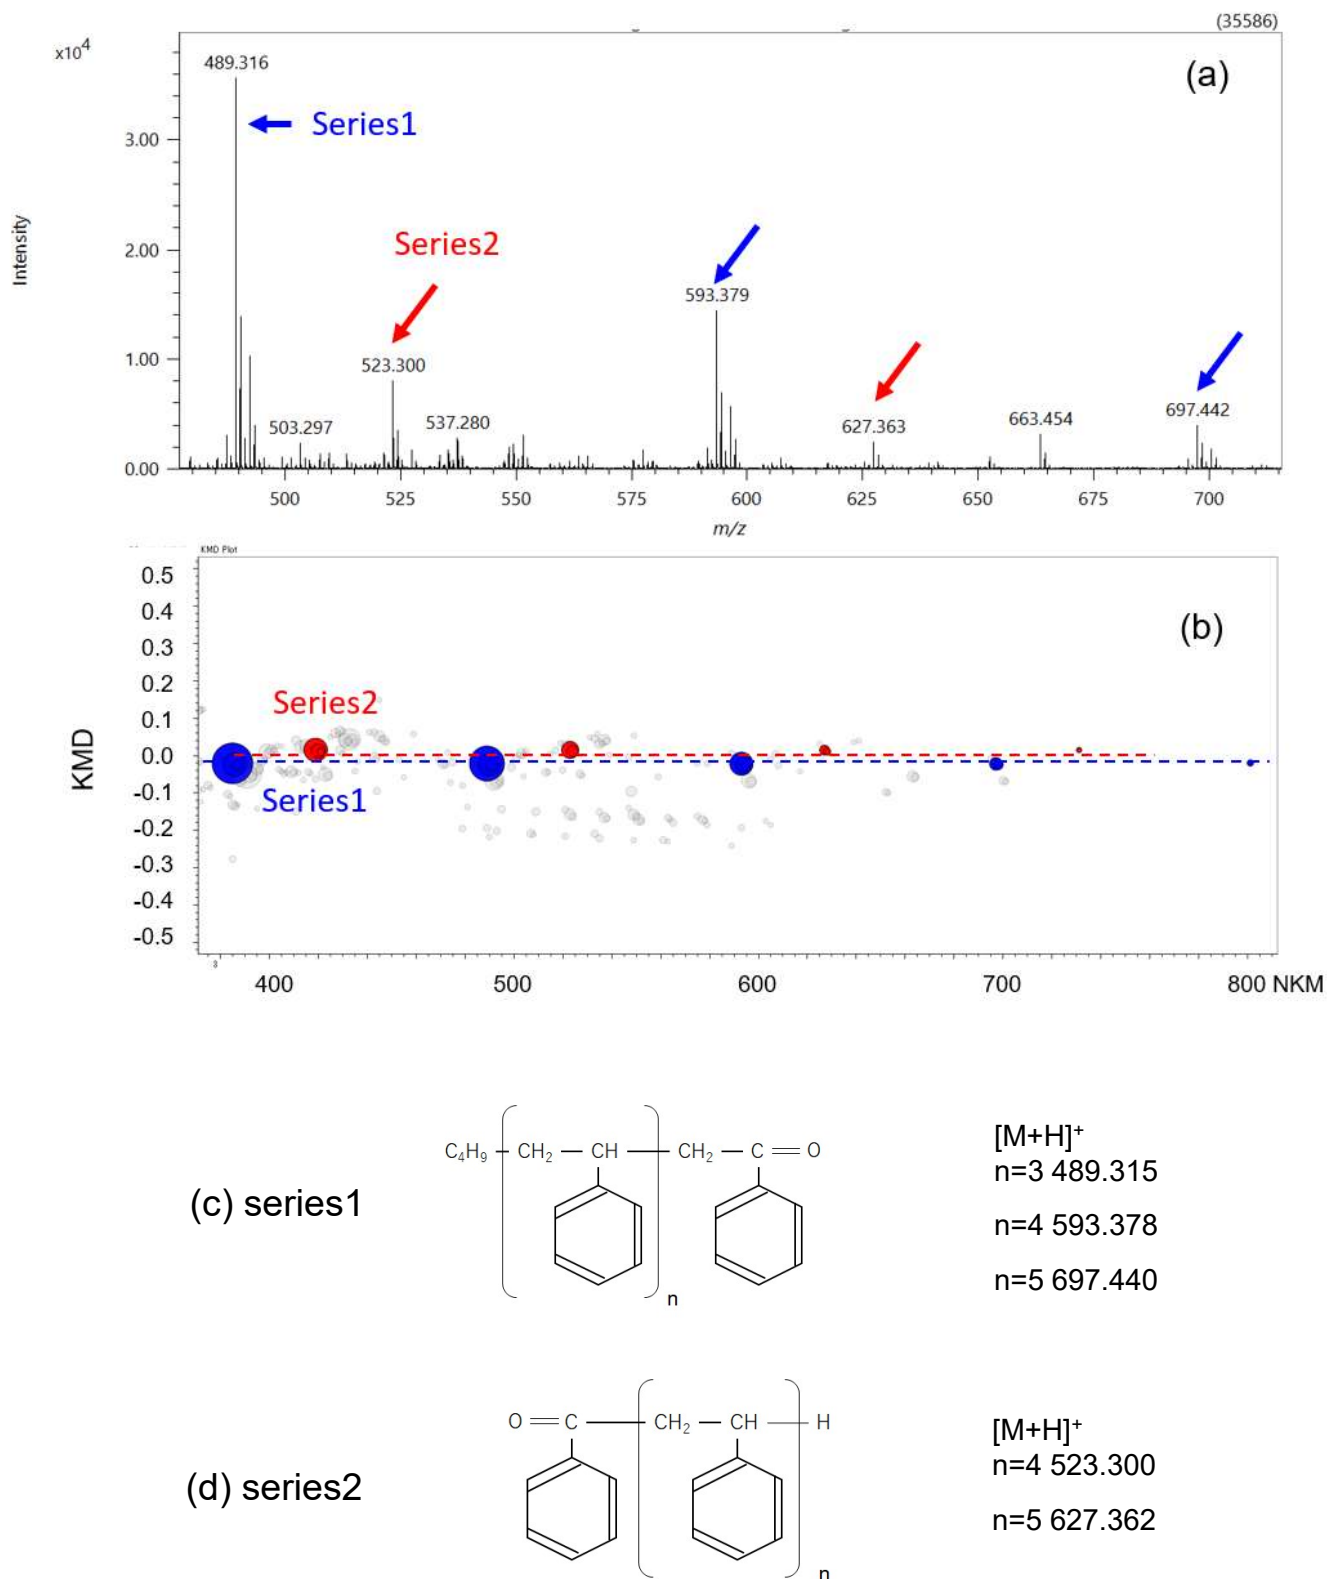 (35586)
x10⁴
(a)
489.316
Series1
3.00
Intensity
Series2
2.00
593.379
1.00
523.300
503.297
537.280
627.363
663.454
697.442
0.00
500 525 550 575 600 625 650 675 700
m/z
KMD Plot
(b)
0.5
0.4
0.3
0.2
0.1
0.0
-0.1
-0.2
-0.3
-0.4
-0.5
KMD
Series2
Series1
400 500 600 700 800 NKM
(c) series1
C₄H₉ CH₂ CH CH₂ C O
n
[M+H]⁺
n=3 489.315
n=4 593.378
n=5 697.440
(d) series2
O C CH₂ CH H
n
[M+H]⁺
n=4 523.300
n=5 627.362